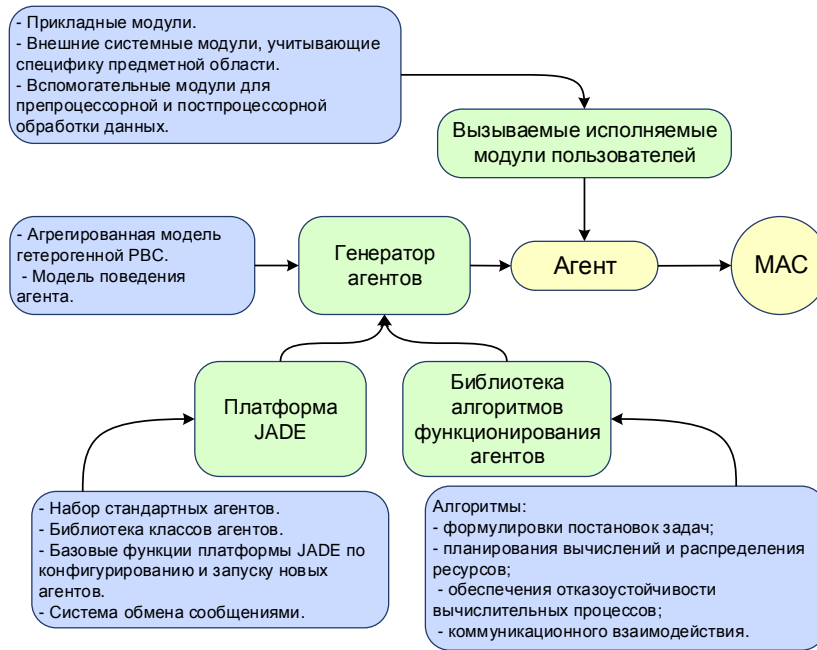 - Прикладные модули.
- Внешние системные модули, учитывающие
специфику предметной области.
- Вспомогательные модули для
препроцессорной и постпроцессорной
обработки данных.
Вызываемые исполняемые
модули пользователей
- Агрегированная модель
гетерогенной РВС.
- Модель поведения
агента.
Генератор
агентов
Агент
МАС
Платформа
JADE
Библиотека
алгоритмов
функционирования
агентов
- Набор стандартных агентов.
- Библиотека классов агентов.
- Базовые функции платформы JADE по
конфигурированию и запуску новых
агентов.
- Система обмена сообщениями.
Алгоритмы:
- формулировки постановок задач;
- планирования вычислений и распределения
ресурсов;
- обеспечения отказоустойчивости
вычислительных процессов;
- коммуникационного взаимодействия.